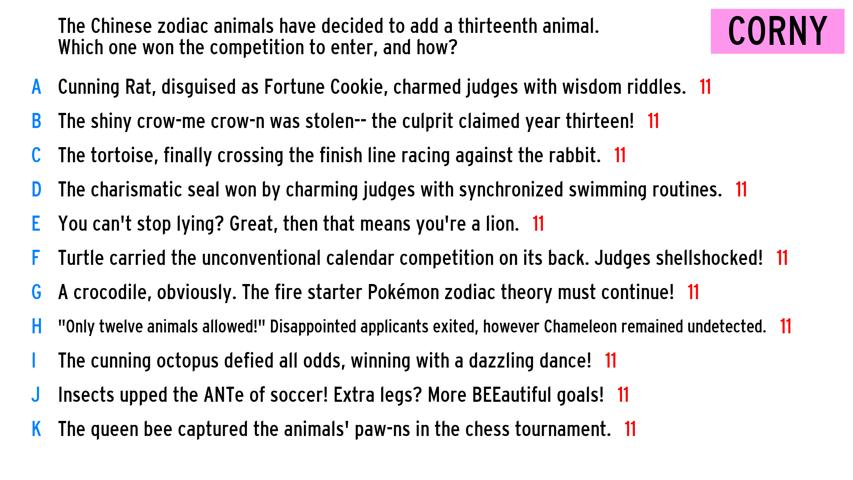 The Chinese zodiac animals have decided to add a thirteenth animal.
Which one won the competition to enter, and how?
CORNY
A Cunning Rat, disguised as Fortune Cookie, charmed judges with wisdom riddles. 11
B The shiny crow-me crow-n was stolen-- the culprit claimed year thirteen! 11
C The tortoise, finally crossing the finish line racing against the rabbit. 11
D The charismatic seal won by charming judges with synchronized swimming routines. 11
E You can't stop lying? Great, then that means you're a lion. 11
F Turtle carried the unconventional calendar competition on its back. Judges shellshocked! 11
G A crocodile, obviously. The fire starter Pokémon zodiac theory must continue! 11
H "Only twelve animals allowed!" Disappointed applicants exited, however Chameleon remained undetected. 11
I The cunning octopus defied all odds, winning with a dazzling dance! 11
J Insects upped the ANTe of soccer! Extra legs? More BEEautiful goals! 11
K The queen bee captured the animals' paw-ns in the chess tournament. 11